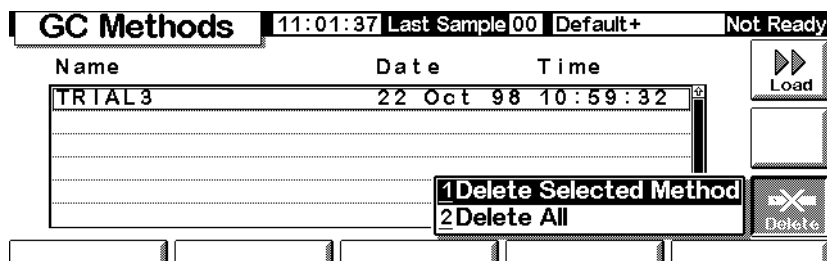 GC Methods 11:01:37 Last Sample 00 Default+ Not Ready
Name Date Time
Load
TRIAL3 22 Oct 98 10:59:32
1 Delete Selected Method
2 Delete All
Delete